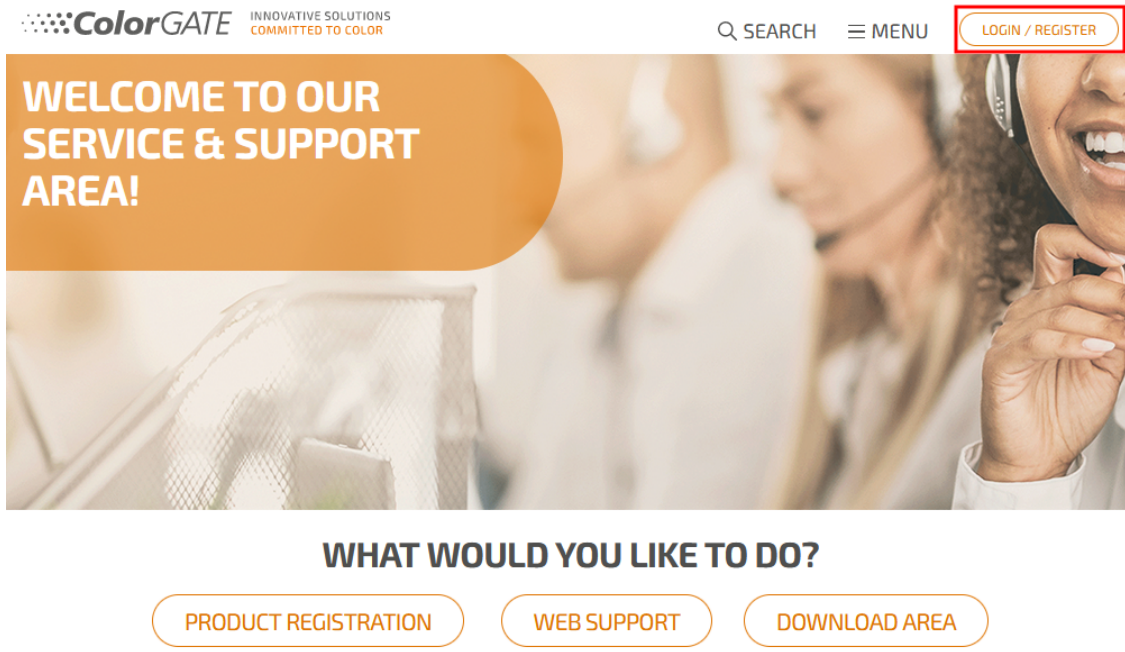 ColorGATE
INNOVATIVE SOLUTIONS
COMMITTED TO COLOR
SEARCH
MENU
LOGIN / REGISTER
WELCOME TO OUR
SERVICE & SUPPORT
AREA!
WHAT WOULD YOU LIKE TO DO?
PRODUCT REGISTRATION
WEB SUPPORT
DOWNLOAD AREA